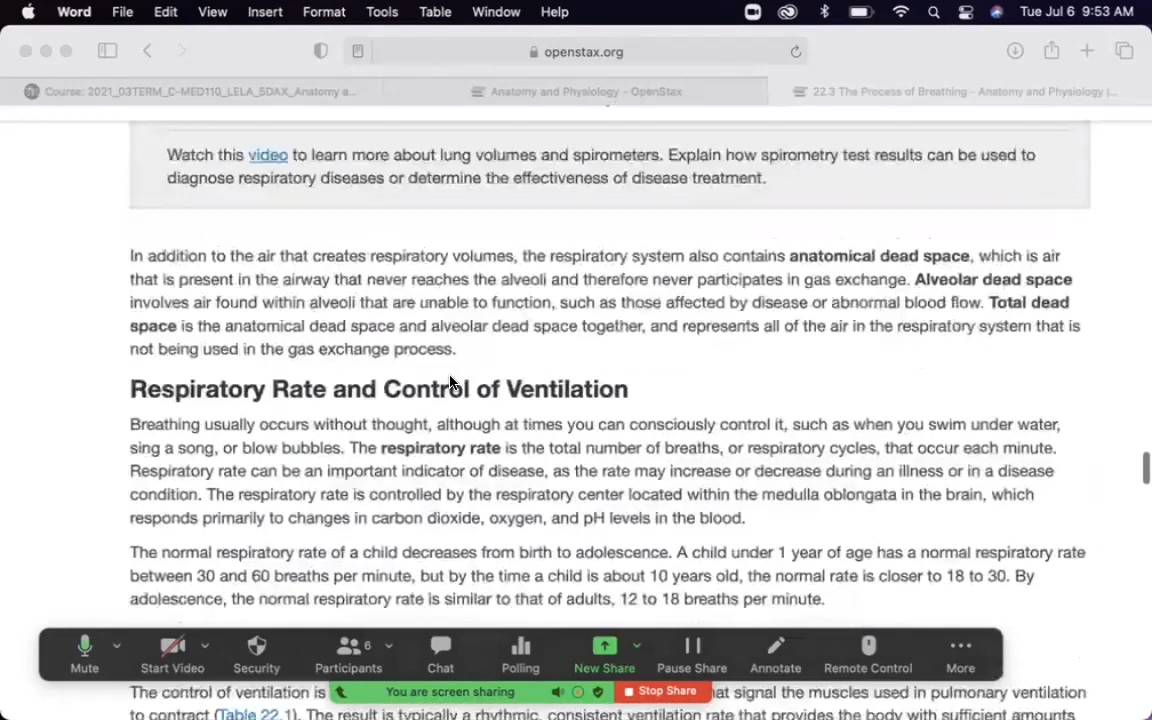 Word File Edit View Insert Format Tools Table Window Help Tue Jul 6 9:53 AM
openstax.org
Course: 2021_03TERM_C-MED110_LELA_5DAX_Anatomy a... Anatomy and Physiology - OpenStax 22.3 The Process of Breathing - Anatomy and Physiology |...
Watch this video to learn more about lung volumes and spirometers. Explain how spirometry test results can be used to
diagnose respiratory diseases or determine the effectiveness of disease treatment.
In addition to the air that creates respiratory volumes, the respiratory system also contains anatomical dead space, which is air
that is present in the airway that never reaches the alveoli and therefore never participates in gas exchange. Alveolar dead space
involves air found within alveoli that are unable to function, such as those affected by disease or abnormal blood flow. Total dead
space is the anatomical dead space and alveolar dead space together, and represents all of the air in the respiratory system that is
not being used in the gas exchange process.
Respiratory Rate and Control of Ventilation
Breathing usually occurs without thought, although at times you can consciously control it, such as when you swim under water,
sing a song, or blow bubbles. The respiratory rate is the total number of breaths, or respiratory cycles, that occur each minute.
Respiratory rate can be an important indicator of disease, as the rate may increase or decrease during an illness or in a disease
condition. The respiratory rate is controlled by the respiratory center located within the medulla oblongata in the brain, which
responds primarily to changes in carbon dioxide, oxygen, and pH levels in the blood.
The normal respiratory rate of a child decreases from birth to adolescence. A child under 1 year of age has a normal respiratory rate
between 30 and 60 breaths per minute, but by the time a child is about 10 years old, the normal rate is closer to 18 to 30. By
adolescence, the normal respiratory rate is similar to that of adults, 12 to 18 breaths per minute.
6
Mute Start Video Security Participants Chat Polling New Share Pause Share Annotate Remote Control More
You are screen sharing Stop Share
The control of ventilation is hat signal the muscles used in pulmonary ventilation
to contract (Table 22.1). The result is typically a rhythmic, consistent ventilation rate that provides the body with sufficient amounts